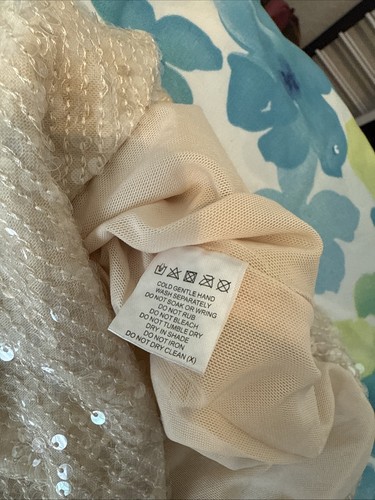 COLD GENTLE HAND
WASH SEPARATELY
DO NOT SOAK OR WRING
DO NOT RUB
DO NOT BLEACH
DO NOT TUMBLE DRY
DRY IN SHADE
DO NOT IRON
DO NOT DRY CLEAN (X)